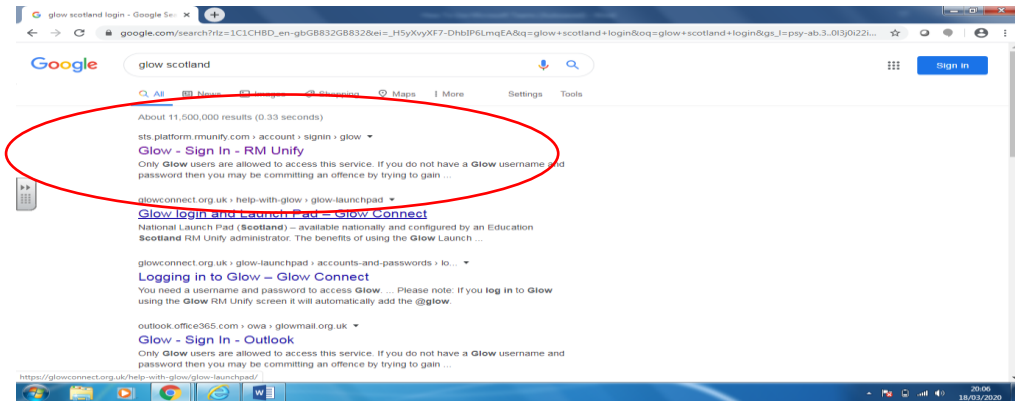 glow scotland login - Google Sea
google.com/search?rlz=1C1CHBD_en-gbGB832GB832&ei=_H5yXvyXF7-DhbIP6LmqEA&q=glow+scotland+login&oq=glow+scotland+login&gs_l=psy-ab.3..0l3j0i22i...
Google
glow scotland
Sign in
All News Images Shopping Maps More Settings Tools
About 11,500,000 results (0.33 seconds)
sts.platform.rmunify.com › account › signin › glow
Glow - Sign In - RM Unify
Only Glow users are allowed to access this service. If you do not have a Glow username and
password then you may be committing an offence by trying to gain ...
glowconnect.org.uk › help-with-glow › glow-launchpad
Glow login and Launch Pad – Glow Connect
National Launch Pad (Scotland) – available nationally and configured by an Education
Scotland RM Unify administrator. The benefits of using the Glow Launch ...
glowconnect.org.uk › glow-launchpad › accounts-and-passwords › lo...
Logging in to Glow – Glow Connect
You need a username and password to access Glow. ... Please note: If you log in to Glow
using the Glow RM Unify screen it will automatically add the @glow.
outlook.office365.com › owa › glowmail.org.uk
Glow - Sign In - Outlook
Only Glow users are allowed to access this service. If you do not have a Glow username and
password then you may be committing an offence by trying to gain ...
https://glowconnect.org.uk/help-with-glow/glow-launchpad/
20:06
18/03/2020